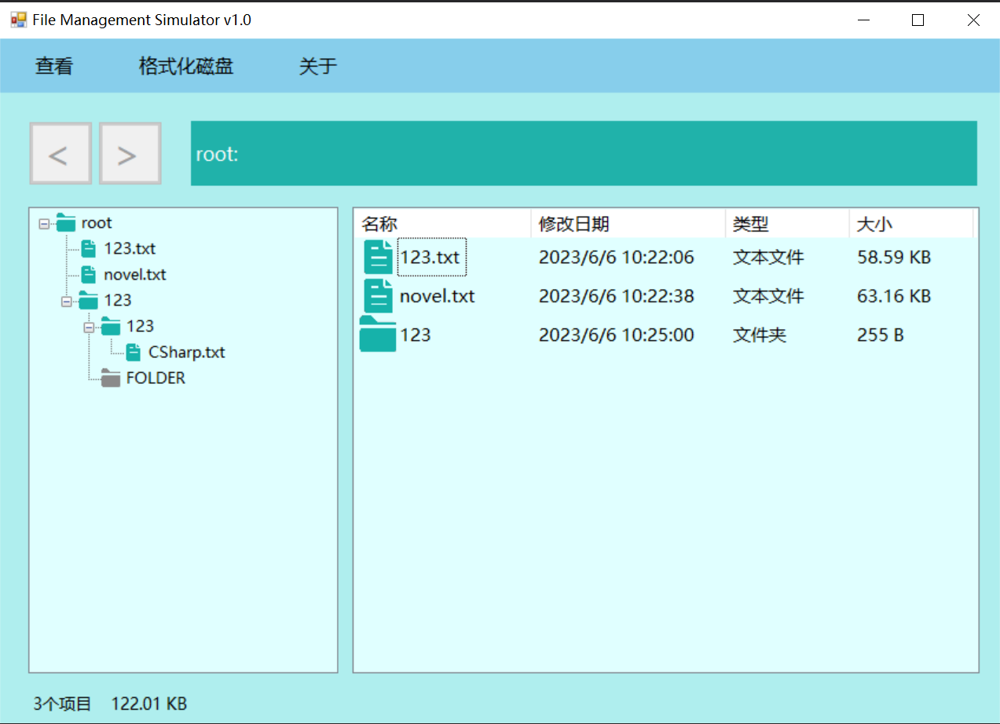 File Management Simulator v1.0
查看 格式化磁盘 关于
< > root:
root
123.txt
novel.txt
123
123
CSharp.txt
FOLDER
名称 修改日期 类型 大小
123.txt 2023/6/6 10:22:06 文本文件 58.59 KB
novel.txt 2023/6/6 10:22:38 文本文件 63.16 KB
123 2023/6/6 10:25:00 文件夹 255 B
3个项目 122.01 KB